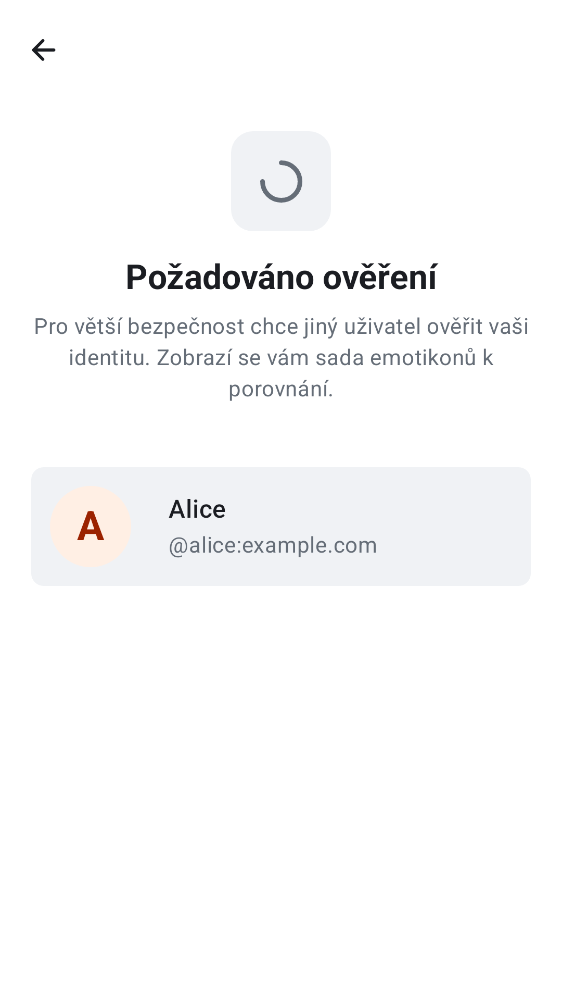 Požadováno ověření
Pro větší bezpečnost chce jiný uživatel ověřit vaši
identitu. Zobrazí se vám sada emotikonů k
porovnání.
A
Alice
@alice:example.com